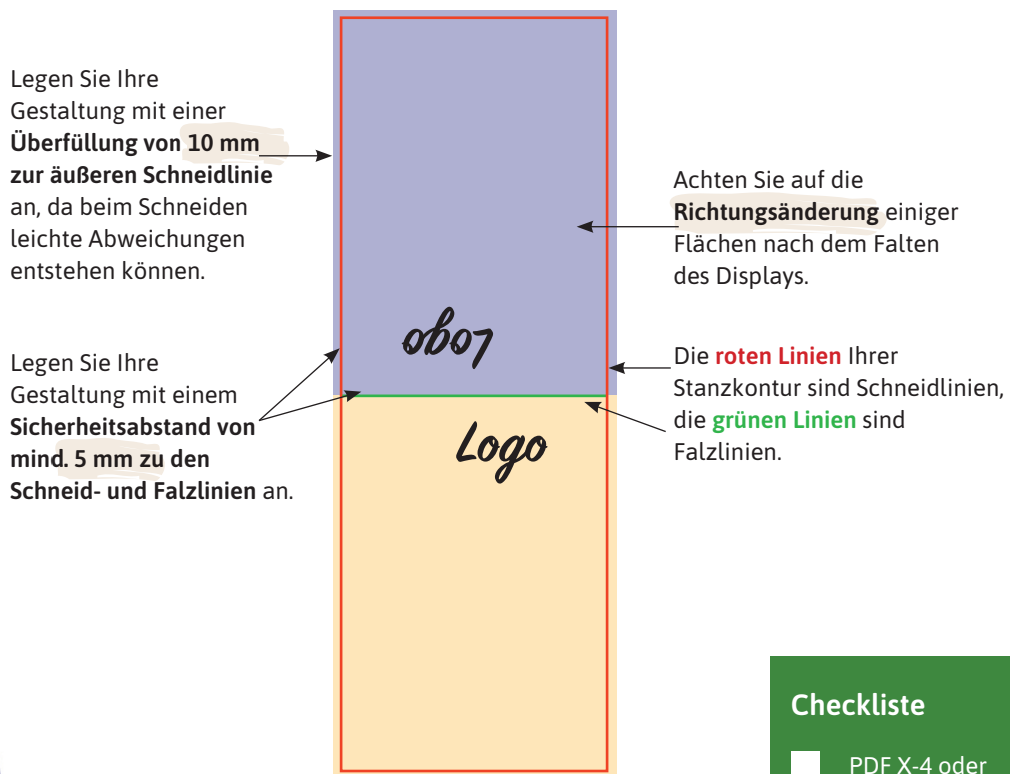 Legen Sie Ihre
Gestaltung mit einer
Überfüllung von 10 mm
zur äußeren Schneidlinie
an, da beim Schneiden
leichte Abweichungen
entstehen können.
Legen Sie Ihre
Gestaltung mit einem
Sicherheitsabstand von
mind. 5 mm zu den
Schneid- und Falzlinien an.
Logo
Logo
Achten Sie auf die
Richtungsänderung einiger
Flächen nach dem Falten
des Displays.
Die roten Linien Ihrer
Stanzkontur sind Schneidlinien,
die grünen Linien sind
Falzlinien.
Checkliste
PDF X-4 oder